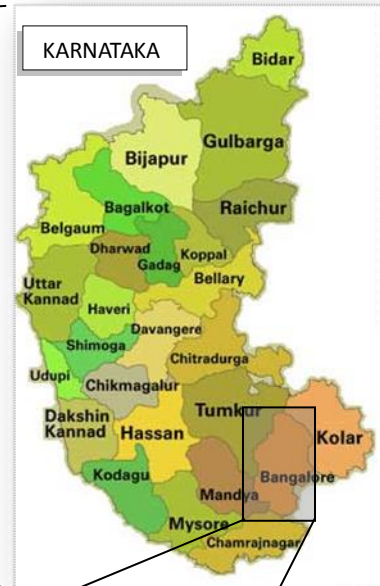 KARNATAKA
Bidar
Gulbarga
Bijapur
Raichur
Bagalkot
Belgaum
Dharwad
Koppal
Gadag
Bellary
Uttar
Kannad
Haveri
Davangere
Shimoga
Chitradurga
Udupi
Chikmagalur
Tumkur
Dakshin
Kannad
Hassan
Kolar
Kodagu
Bangalore
Mandya
Mysore
Chamrajnagar